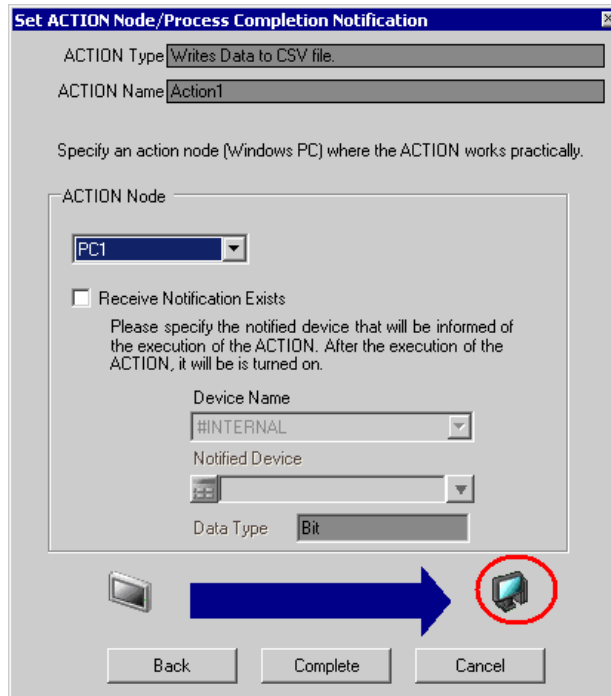 Set ACTION Node/Process Completion Notification
ACTION Type Writes Data to CSV file.
ACTION Name Action1
Specify an action node (Windows PC) where the ACTION works practically.
ACTION Node
PC1
Receive Notification Exists
Please specify the notified device that will be informed of
the execution of the ACTION. After the execution of the
ACTION, it will be is turned on.
Device Name
#INTERNAL
Notified Device
Data Type Bit
Back Complete Cancel